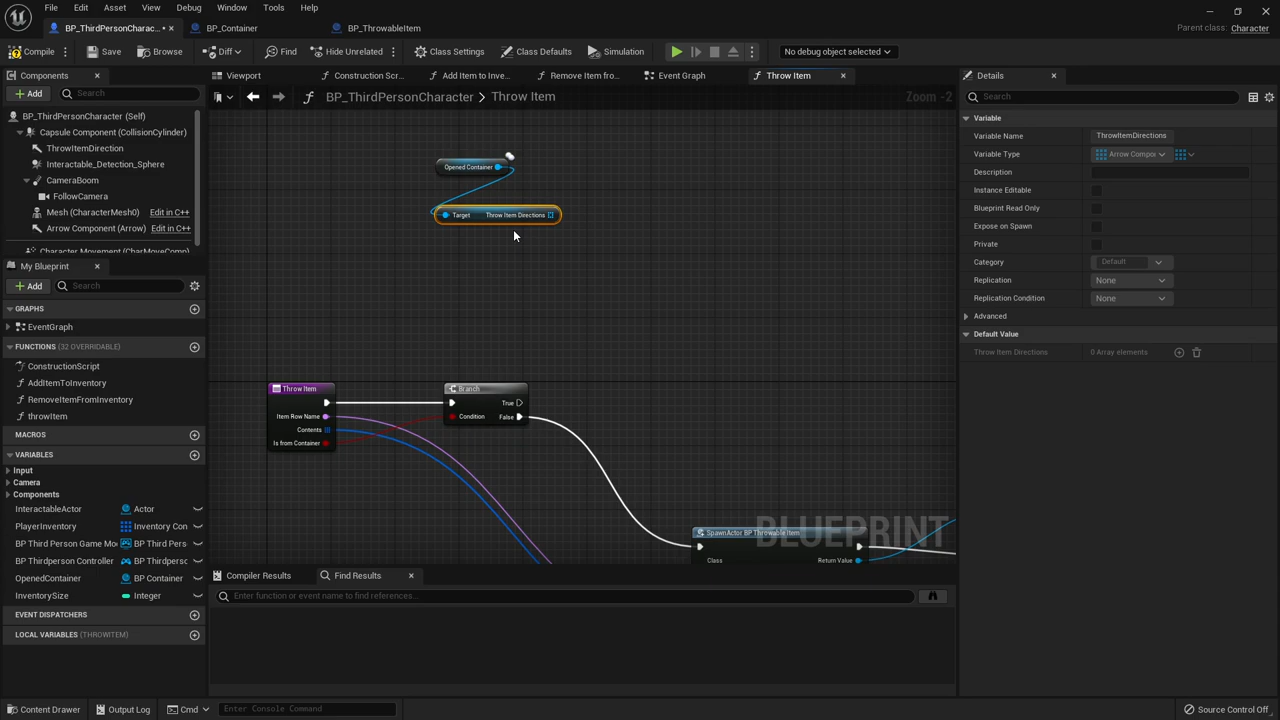 File Edit Asset View Debug Window Tools Help
BP_ThirdPersonCharac... • BP_Container BP_ThrowableItem
Parent class: Character
Compile Save Browse Diff Find Hide Unrelated Class Settings Class Defaults Simulation No debug object selected
Components Viewport Construction Scr... Add Item to Inve... Remove Item fro... Event Graph Throw Item Details
Add Search
BP_ThirdPersonCharacter > Throw Item Zoom -2
Search
BP_ThirdPersonCharacter (Self)
Capsule Component (CollisionCylinder)
ThrowItemDirection
Interactable_Detection_Sphere
CameraBoom
FollowCamera
Mesh (CharacterMesh0) Edit in C++
Arrow Component (Arrow) Edit in C++
Character Movement (CharMoveComp)
My Blueprint
Add Search
GRAPHS
EventGraph
FUNCTIONS (32 OVERRIDABLE)
ConstructionScript
AddItemToInventory
RemoveItemFromInventory
throwItem
MACROS
VARIABLES
Input
Camera
Components
InteractableActor Actor
PlayerInventory Inventory Con
BP Third Person Game Mo BP Third Pers
BP Thirdperson Controller BP Thirdperso
OpenedContainer BP Container
InventorySize Integer
EVENT DISPATCHERS
LOCAL VARIABLES (THROWITEM)
Opened Container
Target Throw Item Directions
Throw Item
Item Row Name
Contents
Is from Container
Branch
True
Condition False
SpawnActor BP Throwable Item
Class Return Value
BLUEPRINT
Variable
Variable Name ThrowItemDirections
Variable Type Arrow Compor
Description
Instance Editable
Blueprint Read Only
Expose on Spawn
Private
Category Default
Replication None
Replication Condition None
Advanced
Default Value
Throw Item Directions 0 Array elements
Compiler Results Find Results
Enter function or event name to find references...
Content Drawer Output Log Cmd Enter Console Command Source Control Off